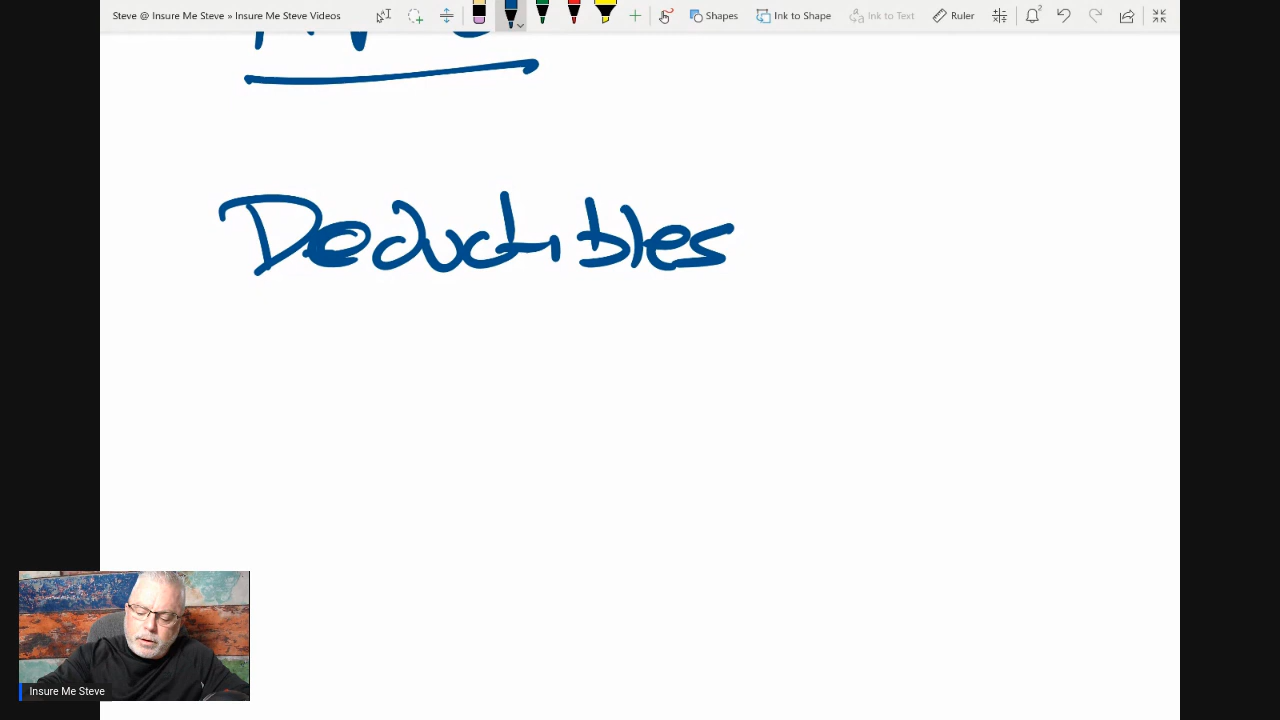 Steve @ Insure Me Steve » Insure Me Steve Videos
Shapes
Ink to Shape
Ink to Text
Ruler
Deductibles
Insure Me Steve